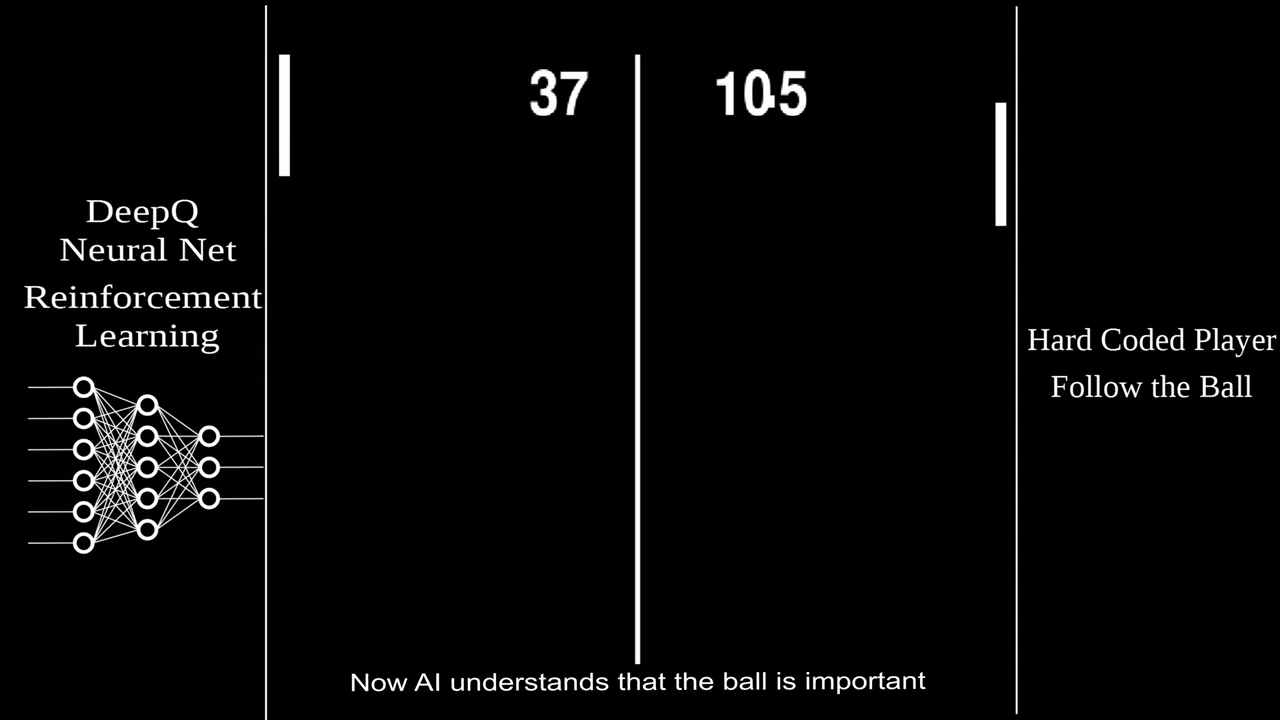 37 105
DeepQ
Neural Net
Reinforcement
Learning
Hard Coded Player
Follow the Ball
Now AI understands that the ball is important